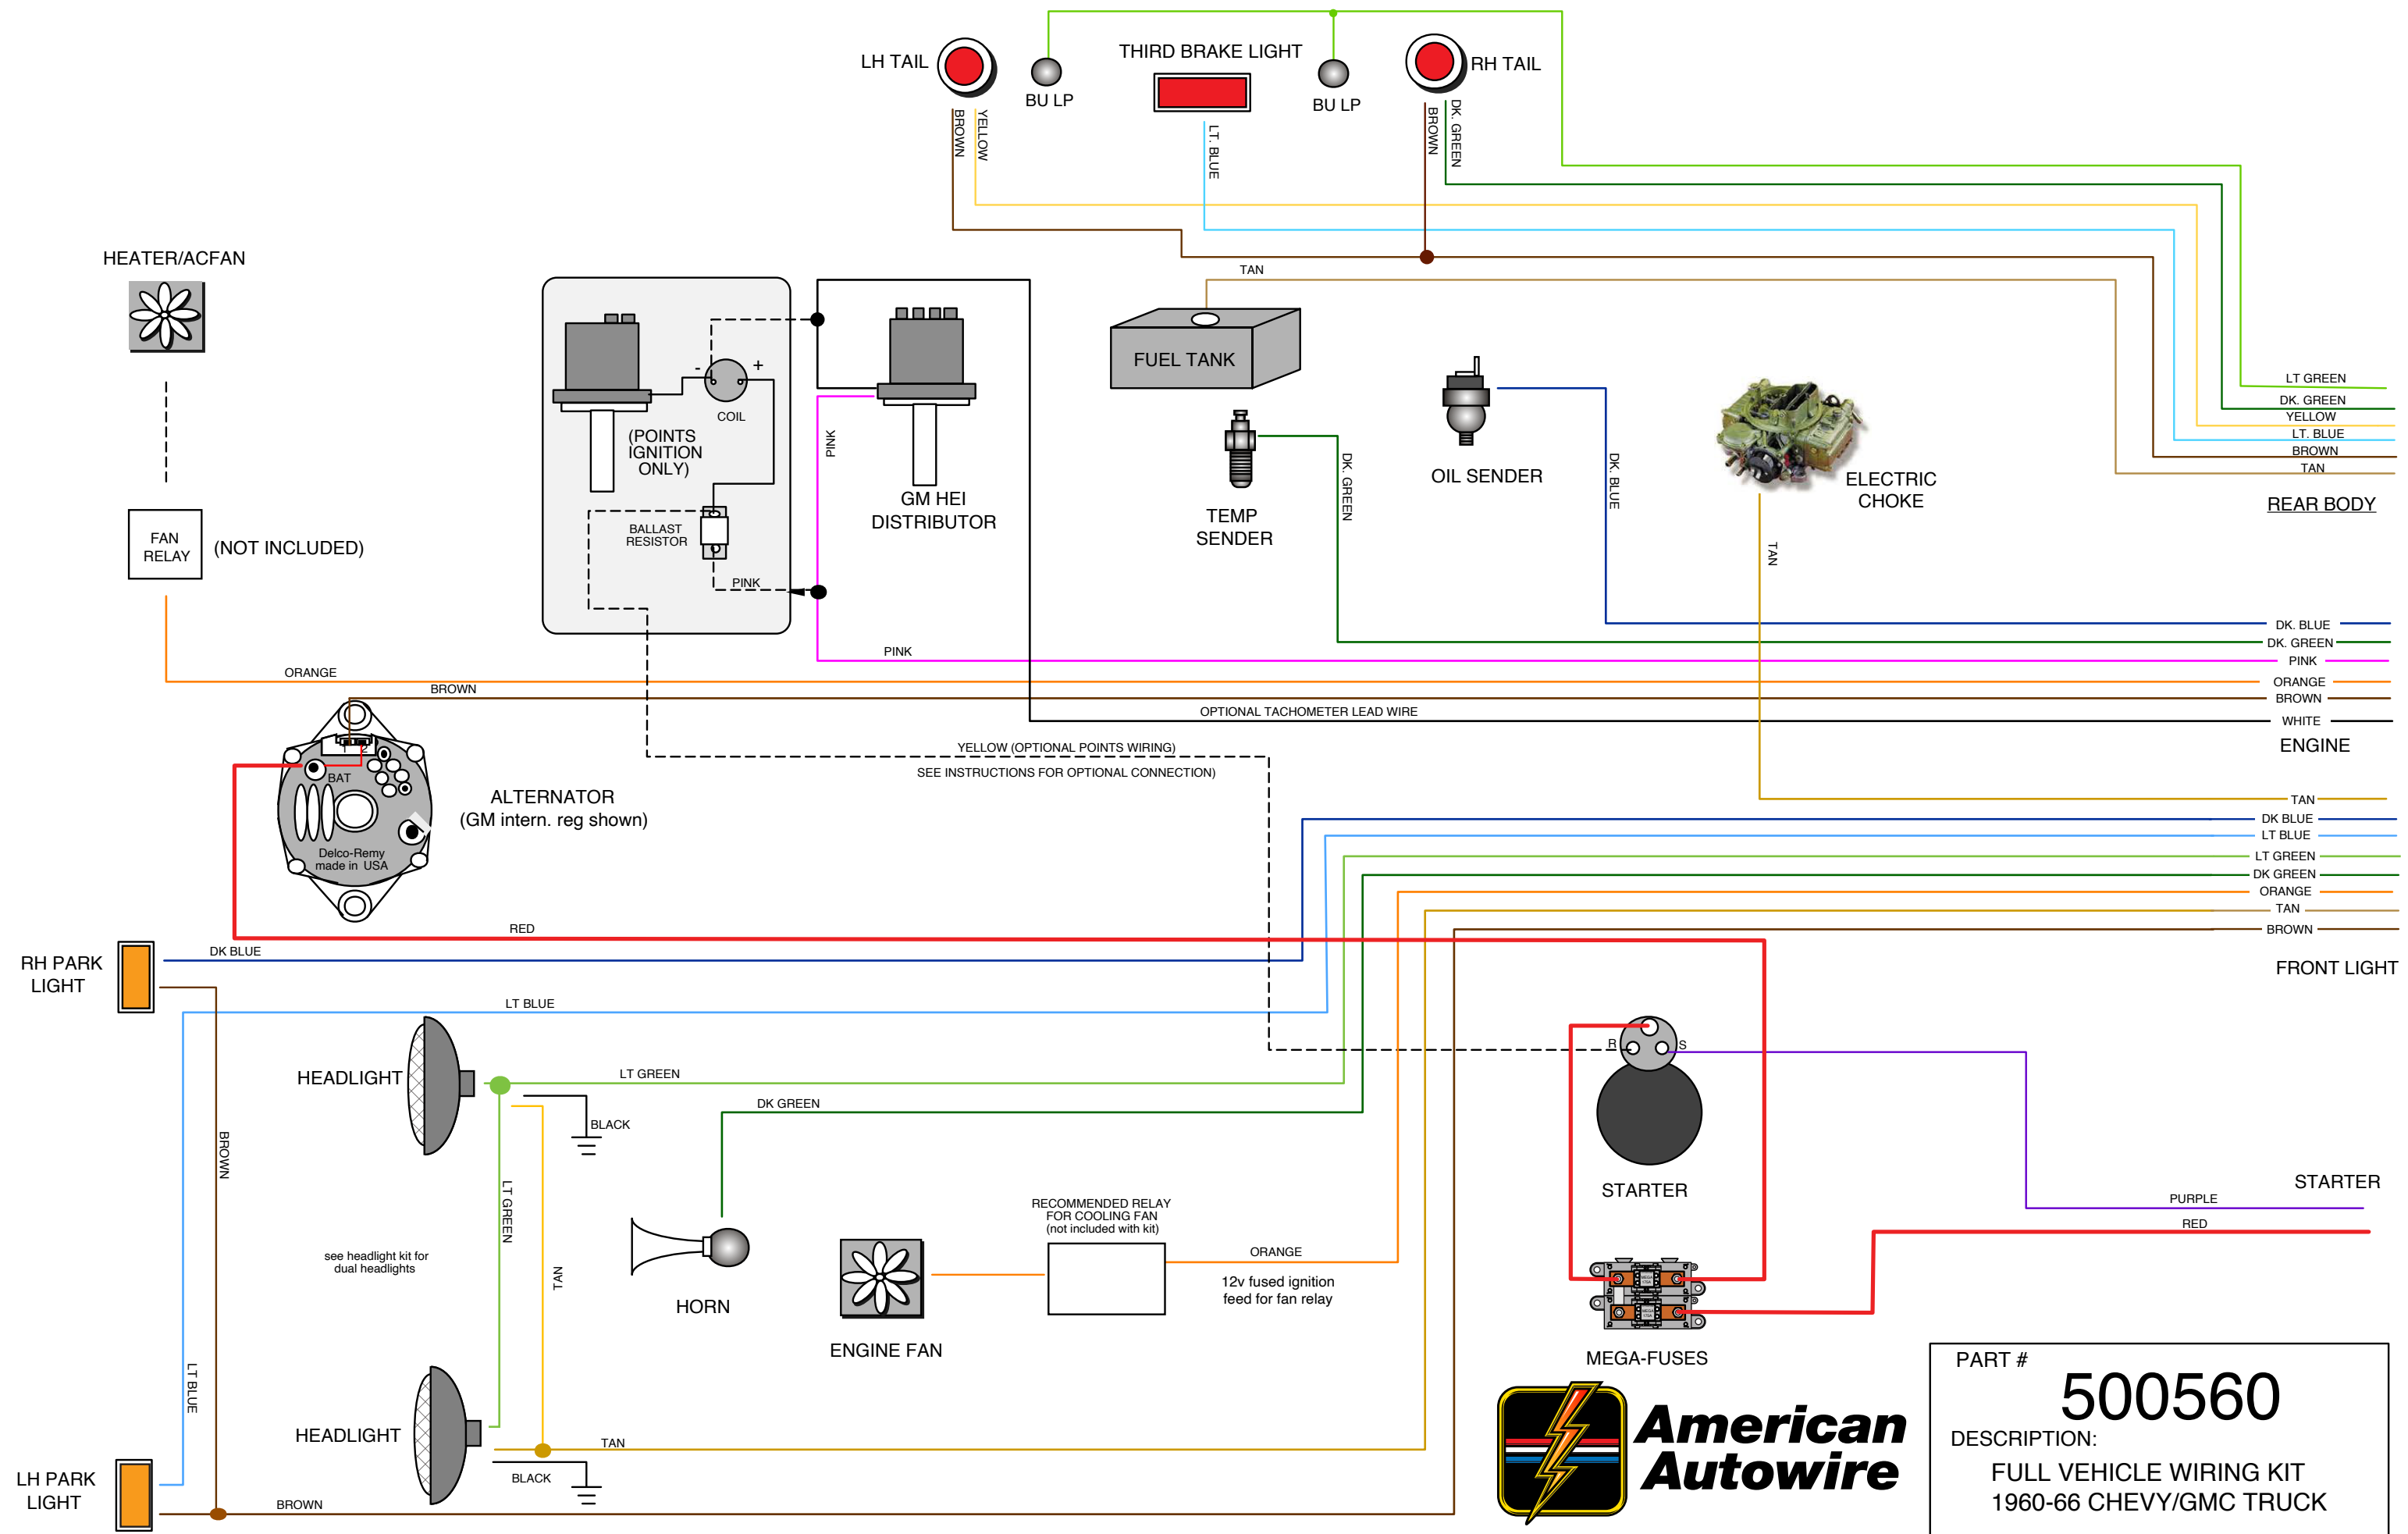 LH TAIL
BU LP
THIRD BRAKE LIGHT
BU LP
RH TAIL
BROWN
YELLOW
LT. BLUE
BROWN
DK. GREEN
HEATER/ACFAN
FAN
RELAY
(NOT INCLUDED)
-
+
COIL
(POINTS
IGNITION
ONLY)
BALLAST
RESISTOR
PINK
PINK
GM HEI
DISTRIBUTOR
TAN
FUEL TANK
TEMP
SENDER
DK. GREEN
OIL SENDER
DK. BLUE
ELECTRIC
CHOKE
TAN
LT GREEN
DK. GREEN
YELLOW
LT. BLUE
BROWN
TAN
REAR BODY
PINK
ORANGE
BROWN
OPTIONAL TACHOMETER LEAD WIRE
YELLOW (OPTIONAL POINTS WIRING)
SEE INSTRUCTIONS FOR OPTIONAL CONNECTION)
DK. BLUE
DK. GREEN
PINK
ORANGE
BROWN
WHITE
ENGINE
1 2
BAT
Delco-Remy
made in USA
ALTERNATOR
(GM intern. reg shown)
TAN
DK BLUE
LT BLUE
LT GREEN
DK GREEN
ORANGE
TAN
BROWN
FRONT LIGHT
RED
RH PARK
LIGHT
DK BLUE
LT BLUE
HEADLIGHT
LT GREEN
BLACK
DK GREEN
BROWN
LT GREEN
TAN
see headlight kit for
dual headlights
HORN
ENGINE FAN
RECOMMENDED RELAY
FOR COOLING FAN
(not included with kit)
ORANGE
12v fused ignition
feed for fan relay
R
S
STARTER
STARTER
PURPLE
RED
MEGA-FUSES
LT BLUE
HEADLIGHT
TAN
BLACK
LH PARK
LIGHT
BROWN
American
Autowire
PART #
500560
DESCRIPTION:
FULL VEHICLE WIRING KIT
1960-66 CHEVY/GMC TRUCK